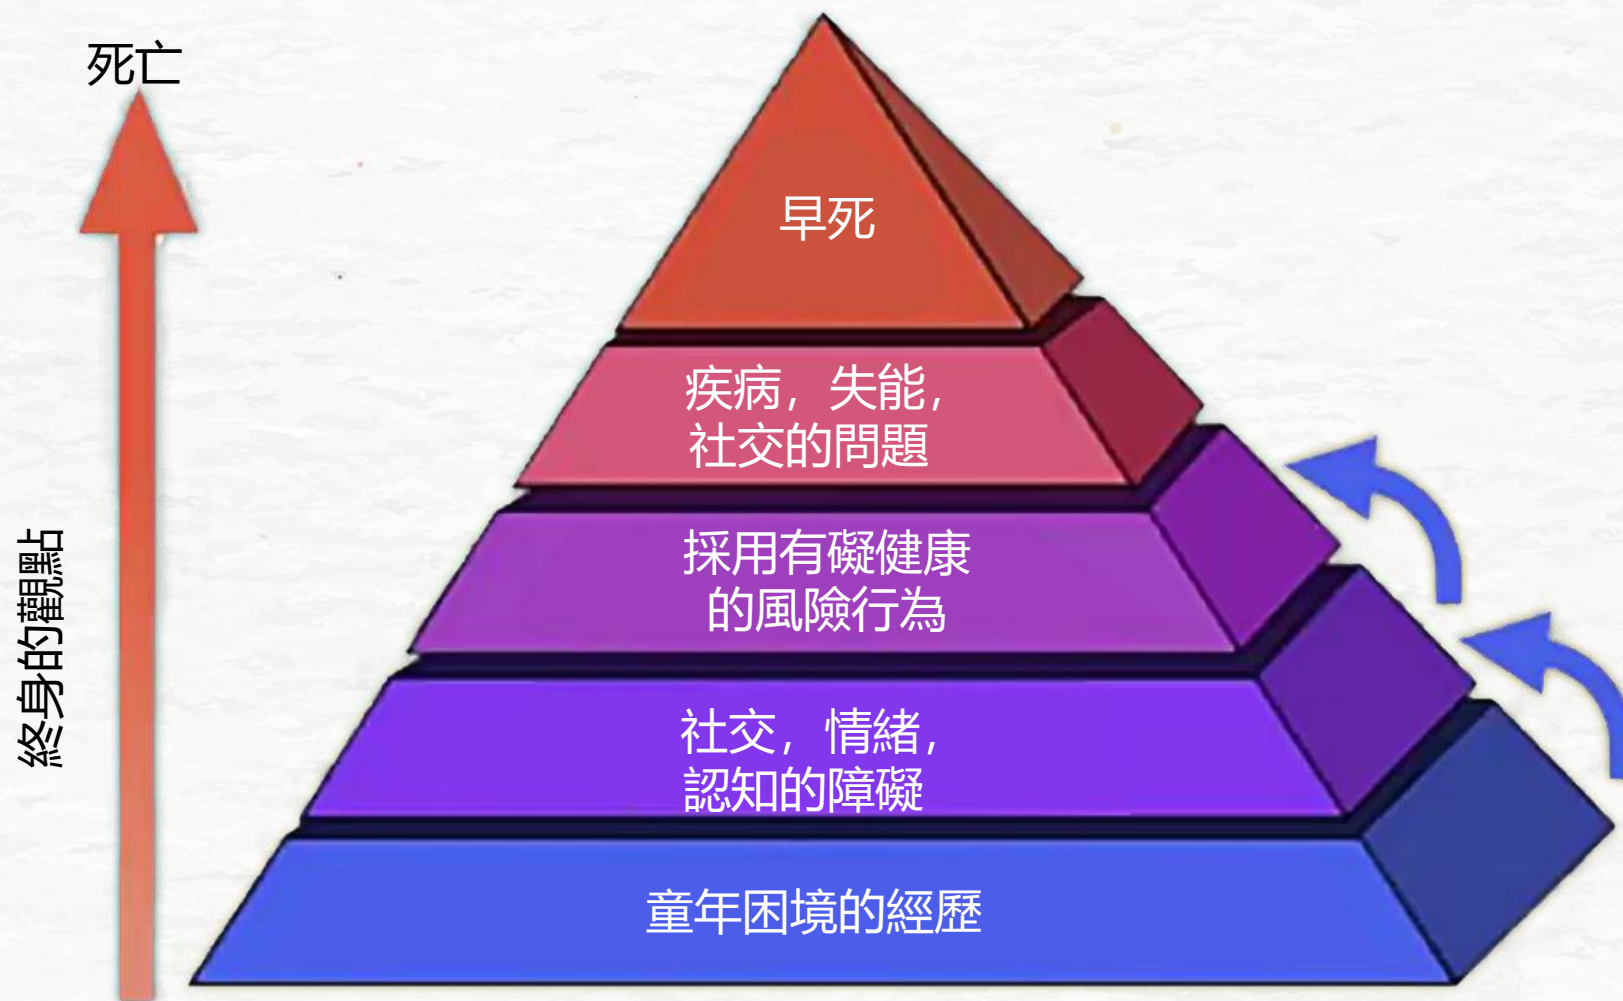 死亡
終身的觀點
早死
疾病，失能，
社交的問題
採用有礙健康
的風險行為
社交，情緒，
認知的障礙
童年困境的經歷